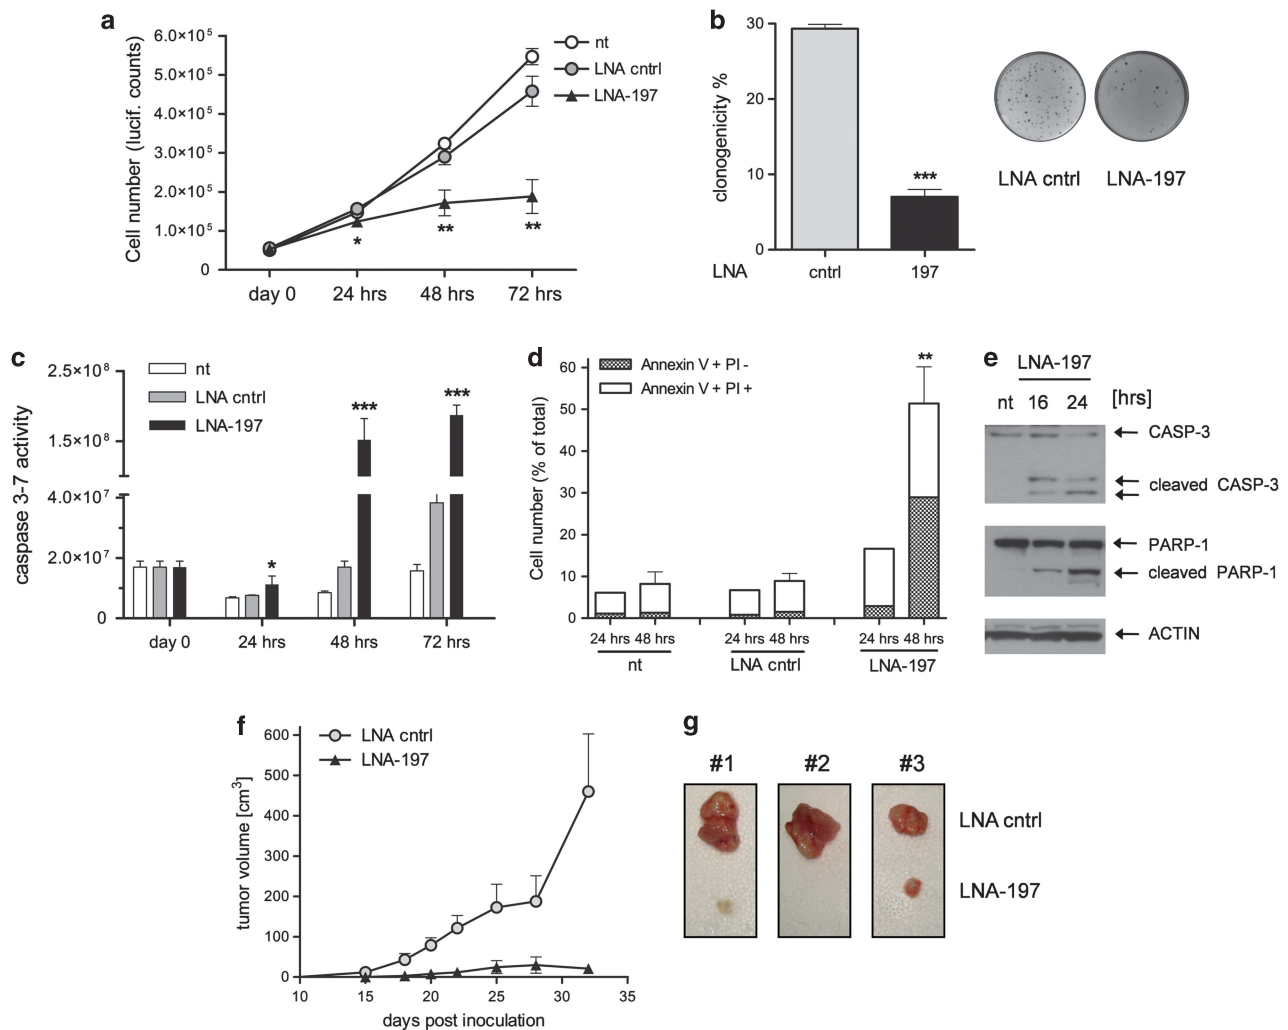 a
6.0×10⁵
5.0×10⁵
4.0×10⁵
3.0×10⁵
2.0×10⁵
1.0×10⁵
0
Cell number (lucif. counts)
nt
LNA cntrl
LNA-197
*
**
**
day 0 24 hrs 48 hrs 72 hrs
b
30
20
10
0
clonogenicity %
***
LNA cntrl 197
LNA cntrl LNA-197
c
2.5×10⁸
1.5×10⁸
4.0×10⁷
2.0×10⁷
0
caspase 3-7 activity
nt
LNA cntrl
LNA-197
*
***
***
day 0 24 hrs 48 hrs 72 hrs
d
60
50
40
30
20
10
0
Cell number (% of total)
Annexin V + PI -
Annexin V + PI +
**
24 hrs 48 hrs 24 hrs 48 hrs 24 hrs 48 hrs
nt LNA cntrl LNA-197
e
LNA-197
nt 16 24 [hrs]
CASP-3
cleaved CASP-3
PARP-1
cleaved PARP-1
ACTIN
f
600
500
400
300
200
100
0
tumor volume [cm³]
LNA cntrl
LNA-197
10 15 20 25 30 35
days post inoculation
g
#1 #2 #3
LNA cntrl
LNA-197